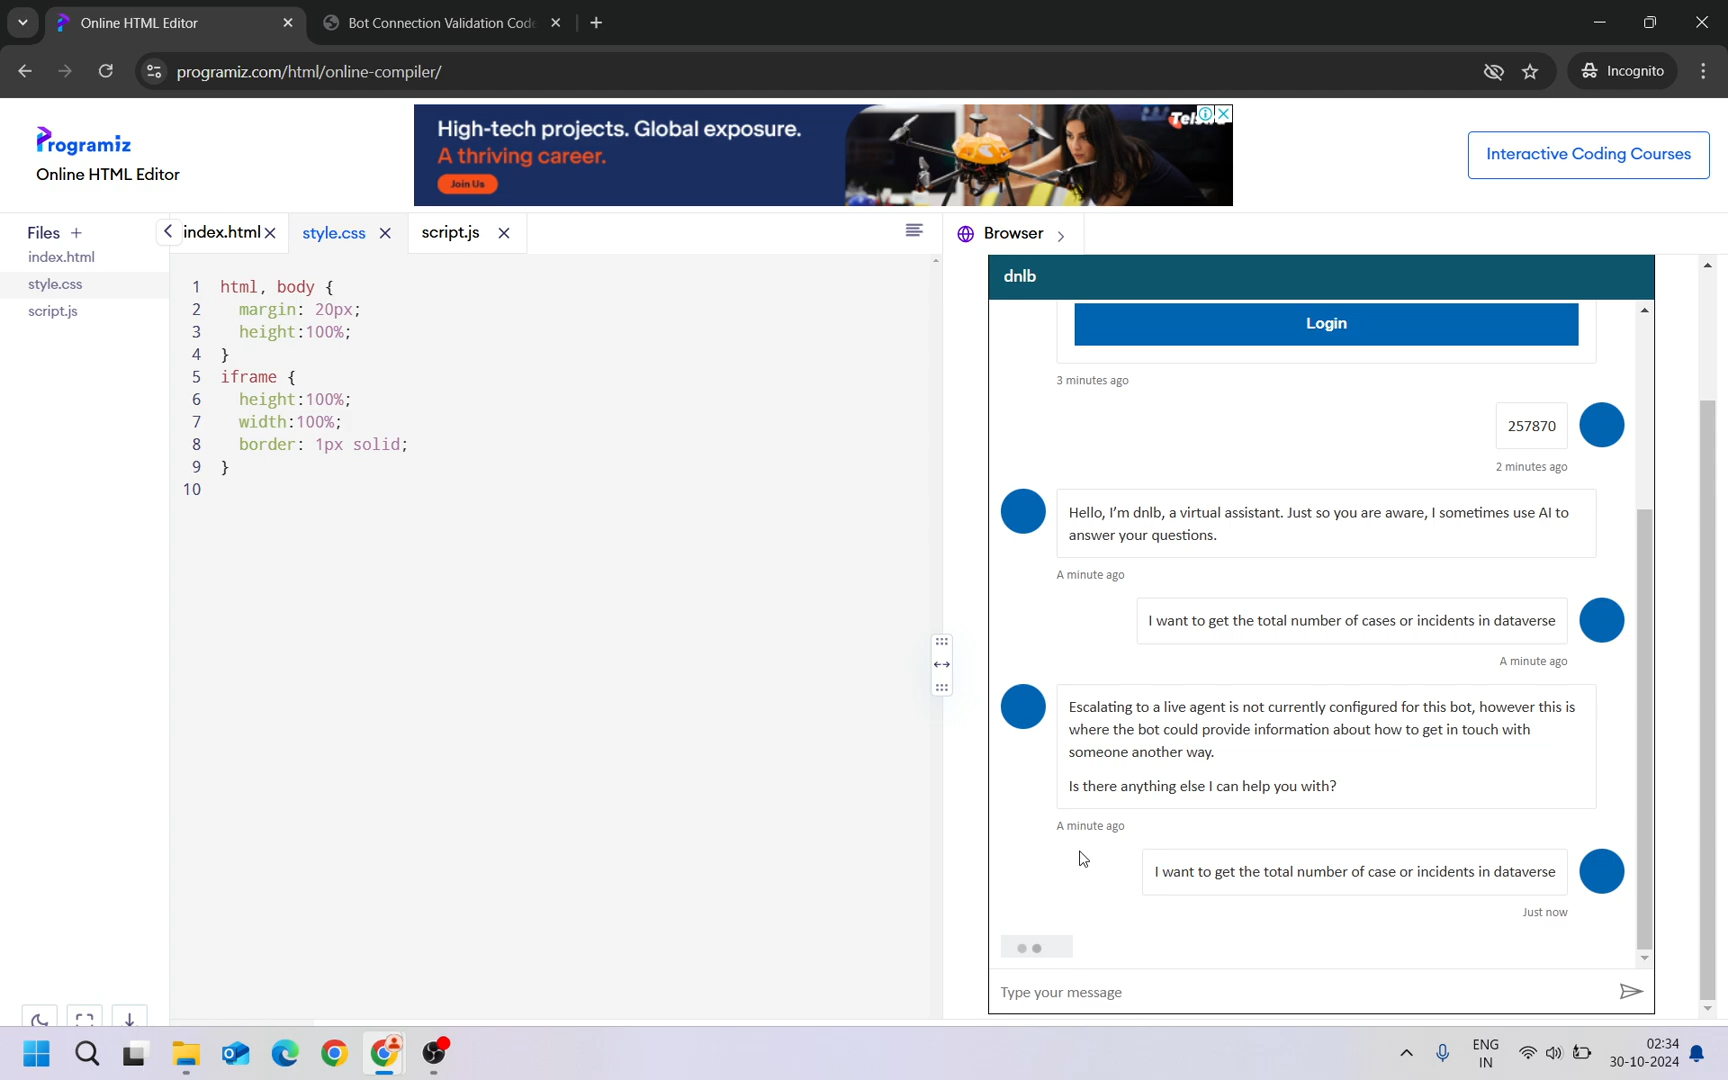 Online HTML Editor
Bot Connection Validation Code
programiz.com/html/online-compiler/
Incognito
Programiz
Online HTML Editor
High-tech projects. Global exposure.
A thriving career.
Join Us
Interactive Coding Courses
Files +
index.html
style.css
script.js
index.html
style.css
script.js
1 html, body {
2 margin: 20px;
3 height:100%;
4 }
5 iframe {
6 height:100%;
7 width:100%;
8 border: 1px solid;
9 }
10
Browser
dnlb
Login
3 minutes ago
257870
2 minutes ago
Hello, I'm dnlb, a virtual assistant. Just so you are aware, I sometimes use AI to
answer your questions.
A minute ago
I want to get the total number of cases or incidents in dataverse
A minute ago
Escalating to a live agent is not currently configured for this bot, however this is
where the bot could provide information about how to get in touch with
someone another way.
Is there anything else I can help you with?
A minute ago
I want to get the total number of case or incidents in dataverse
Just now
Type your message
ENG
IN
02:34
30-10-2024